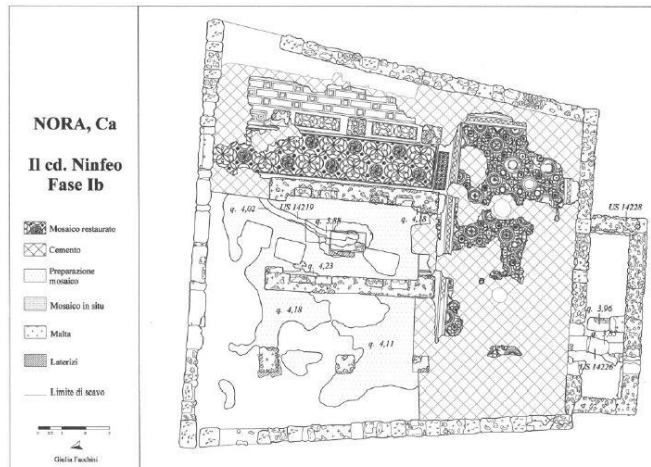 NORA, Ca
Il cd. Ninfeo
Fase Ib
Mosaico restaurato
Cemento
Preparazione
mosaico
Mosaico in situ
Malta
Laterizi
Limite di scavo
Giulia Facchini
US 14228
q. 4,02
US 14219
q. 3,88
q. 4,18
q. 4,23
q. 4,18
q. 4,11
q. 3,96
q. 3,85
US 14226